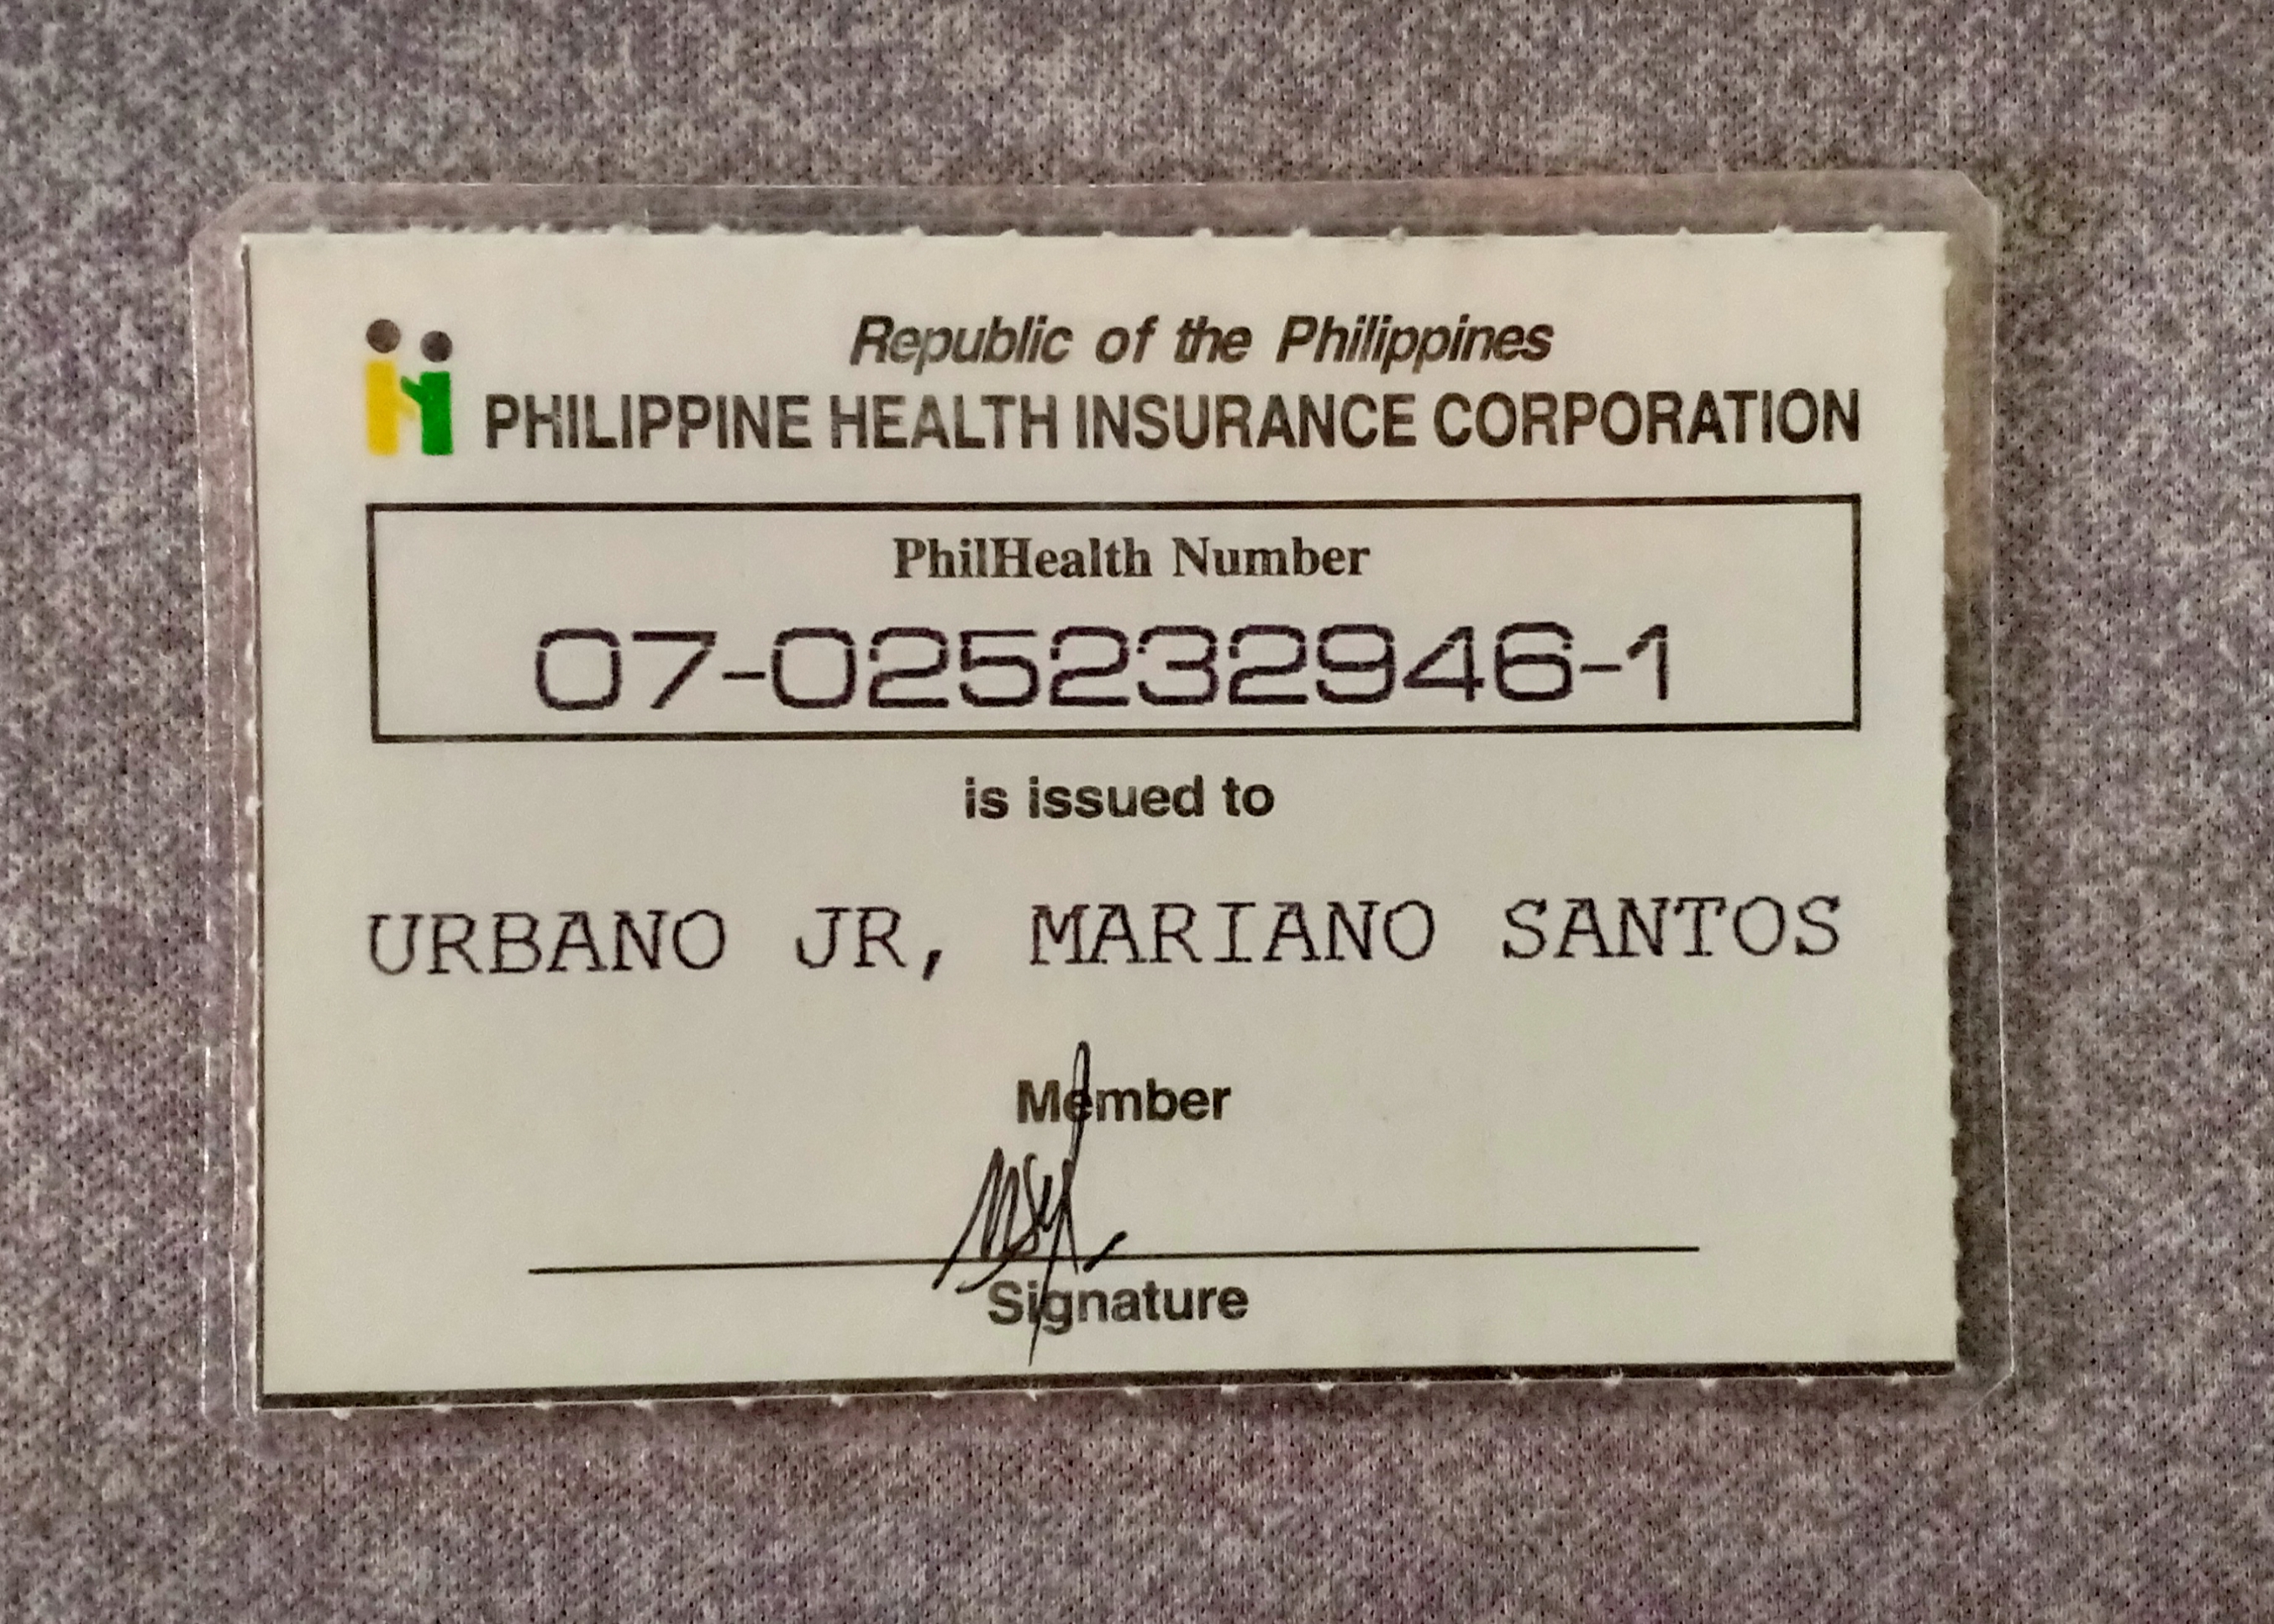 Republic of the Philippines
PHILIPPINE HEALTH INSURANCE CORPORATION
PhilHealth Number
07-025232946-1
is issued to
URBANO JR, MARIANO SANTOS
Member
Signature